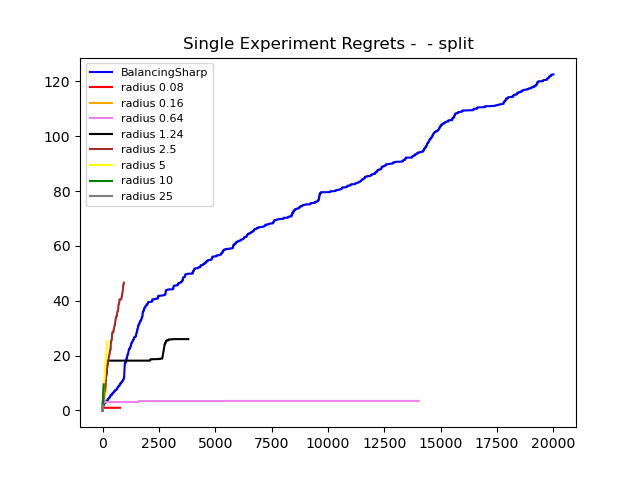 Single Experiment Regrets -  - split
BalancingSharp
radius 0.08
radius 0.16
radius 0.64
radius 1.24
radius 2.5
radius 5
radius 10
radius 25
120
100
80
60
40
20
0
0 2500 5000 7500 10000 12500 15000 17500 20000